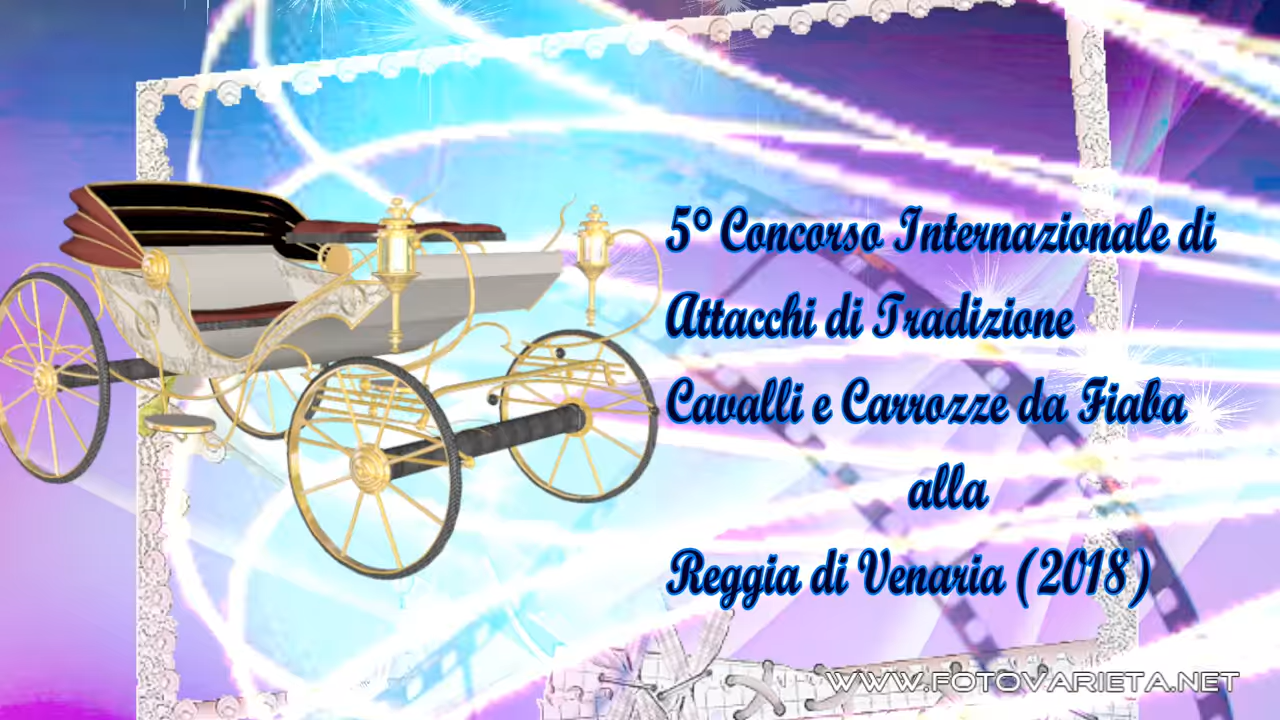 5° Concorso Internazionale di
Attacchi di Tradizione
Cavalli e Carrozze da Fiaba
alla
Reggia di Venaria (2018)
WWW.FOTOVARIETA.NET